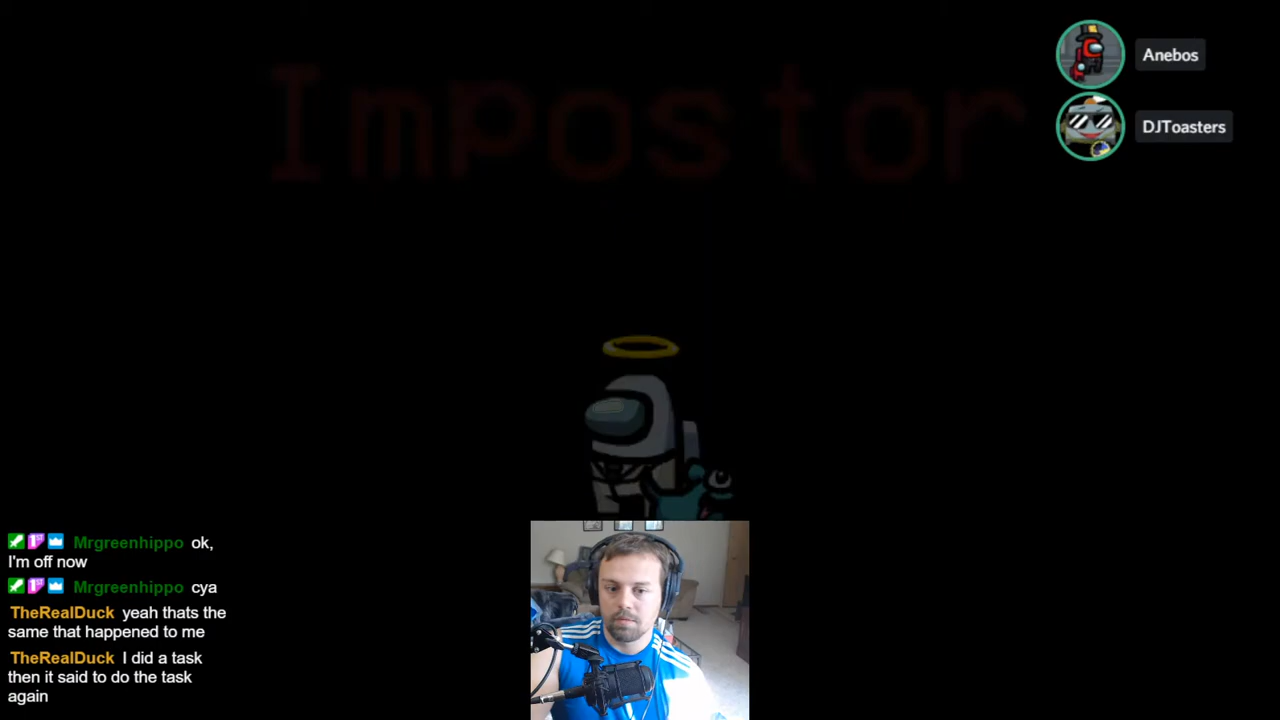 Impostor
Anebos
DJToasters
Mrgreenhippo ok,
I'm off now
Mrgreenhippo cya
TheRealDuck yeah thats the
same that happened to me
TheRealDuck I did a task
then it said to do the task
again